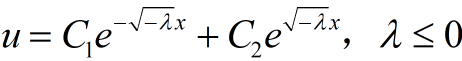 u = C₁e^{-√(-λ)x} + C₂e^{√(-λ)x}，λ ≤ 0